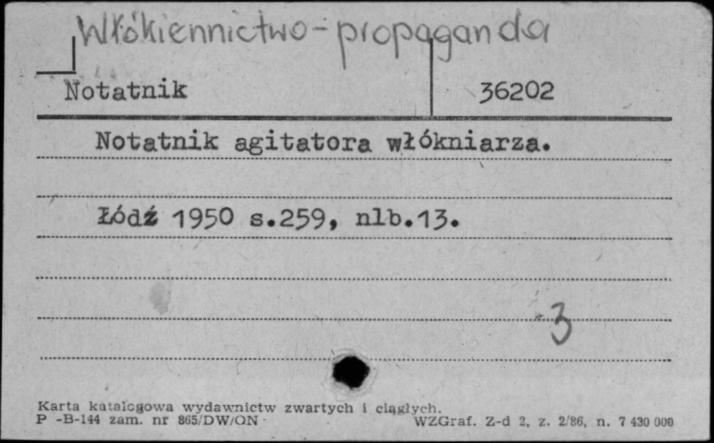 Włókiennictwo - propaganda
Notatnik 36202
Notatnik agitatora włókniarza.
Łódź 1950 s.259, nlb.13.
3
Karta katalogowa wydawnictw zwartych i ciągłych.
P -B-144 zam. nr 865/DW/ON WZGraf. Z-d 2, z. 2/86, n. 7 430 000